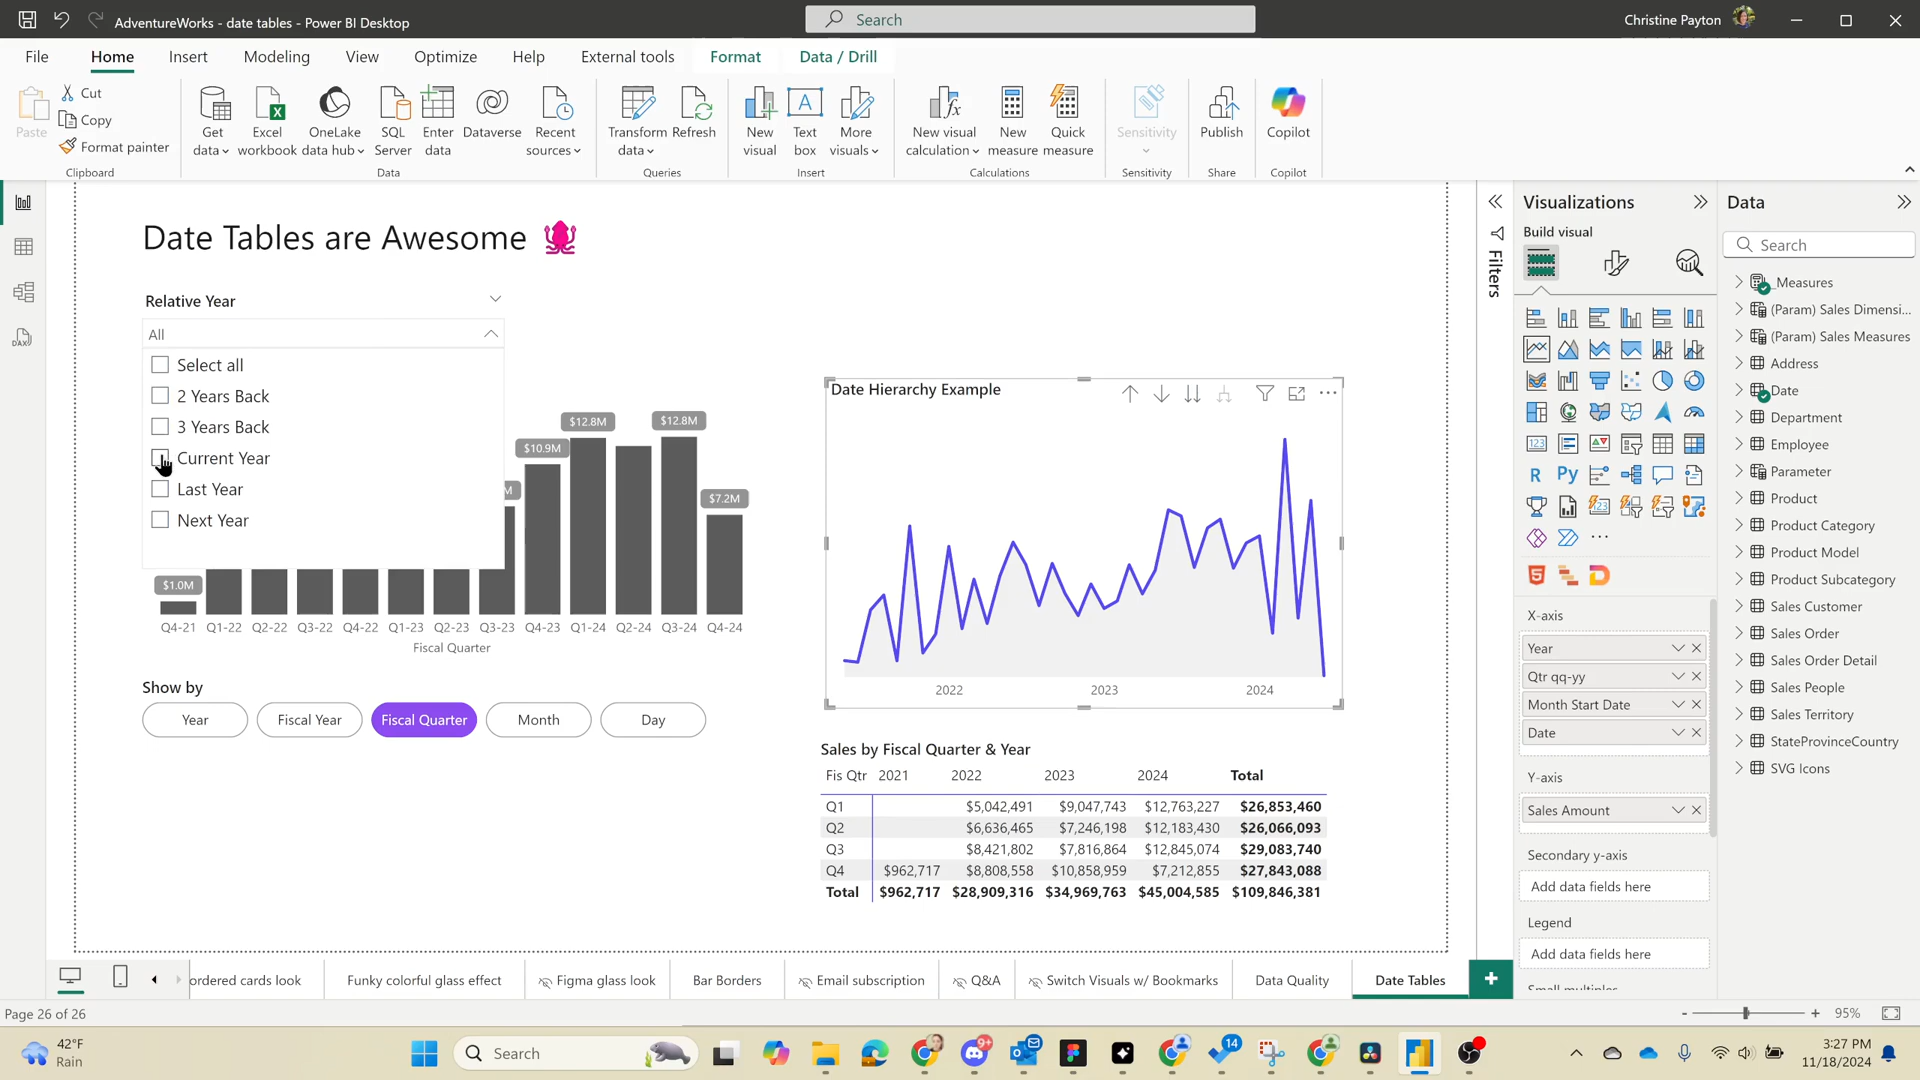 AdventureWorks - date tables - Power BI Desktop
Search
Christine Payton
File Home Insert Modeling View Optimize Help External tools Format Data / Drill
Paste
Cut
Copy
Format painter
Clipboard
Get data
Excel workbook
OneLake data hub
SQL Server
Enter data
Dataverse
Recent sources
Data
Transform data
Refresh
Queries
New visual
A
Text box
More visuals
Insert
New visual calculation
New measure
Quick measure
Calculations
Sensitivity
Sensitivity
Publish
Share
Copilot
Copilot
DAX
Date Tables are Awesome
Relative Year
All
Select all
2 Years Back
3 Years Back
Current Year
Last Year
Next Year
$12.8M $12.8M
$10.9M
M $7.2M
$1.0M
Q4-21 Q1-22 Q2-22 Q3-22 Q4-22 Q1-23 Q2-23 Q3-23 Q4-23 Q1-24 Q2-24 Q3-24 Q4-24
Fiscal Quarter
Show by
Year Fiscal Year Fiscal Quarter Month Day
Date Hierarchy Example
2022 2023 2024
Sales by Fiscal Quarter & Year
Fis Qtr 2021 2022 2023 2024 Total
Q1 $5,042,491 $9,047,743 $12,763,227 $26,853,460
Q2 $6,636,465 $7,246,198 $12,183,430 $26,066,093
Q3 $8,421,802 $7,816,864 $12,845,074 $29,083,740
Q4 $962,717 $8,808,558 $10,858,959 $7,212,855 $27,843,088
Total $962,717 $28,909,316 $34,969,763 $45,004,585 $109,846,381
Filters
Visualizations
Build visual
123
R Py
123
X-axis
Year
Qtr qq-yy
Month Start Date
Date
Y-axis
Sales Amount
Secondary y-axis
Add data fields here
Legend
Add data fields here
Small multiples
Data
Search
_Measures
(Param) Sales Dimensi...
(Param) Sales Measures
Address
Date
Department
Employee
Parameter
Product
Product Category
Product Model
Product Subcategory
Sales Customer
Sales Order
Sales Order Detail
Sales People
Sales Territory
StateProvinceCountry
SVG Icons
ordered cards look Funky colorful glass effect Figma glass look Bar Borders Email subscription Q&A Switch Visuals w/ Bookmarks Data Quality Date Tables +
Page 26 of 26
- + 95%
42°F
Rain
Search
9+
14
3:27 PM
11/18/2024